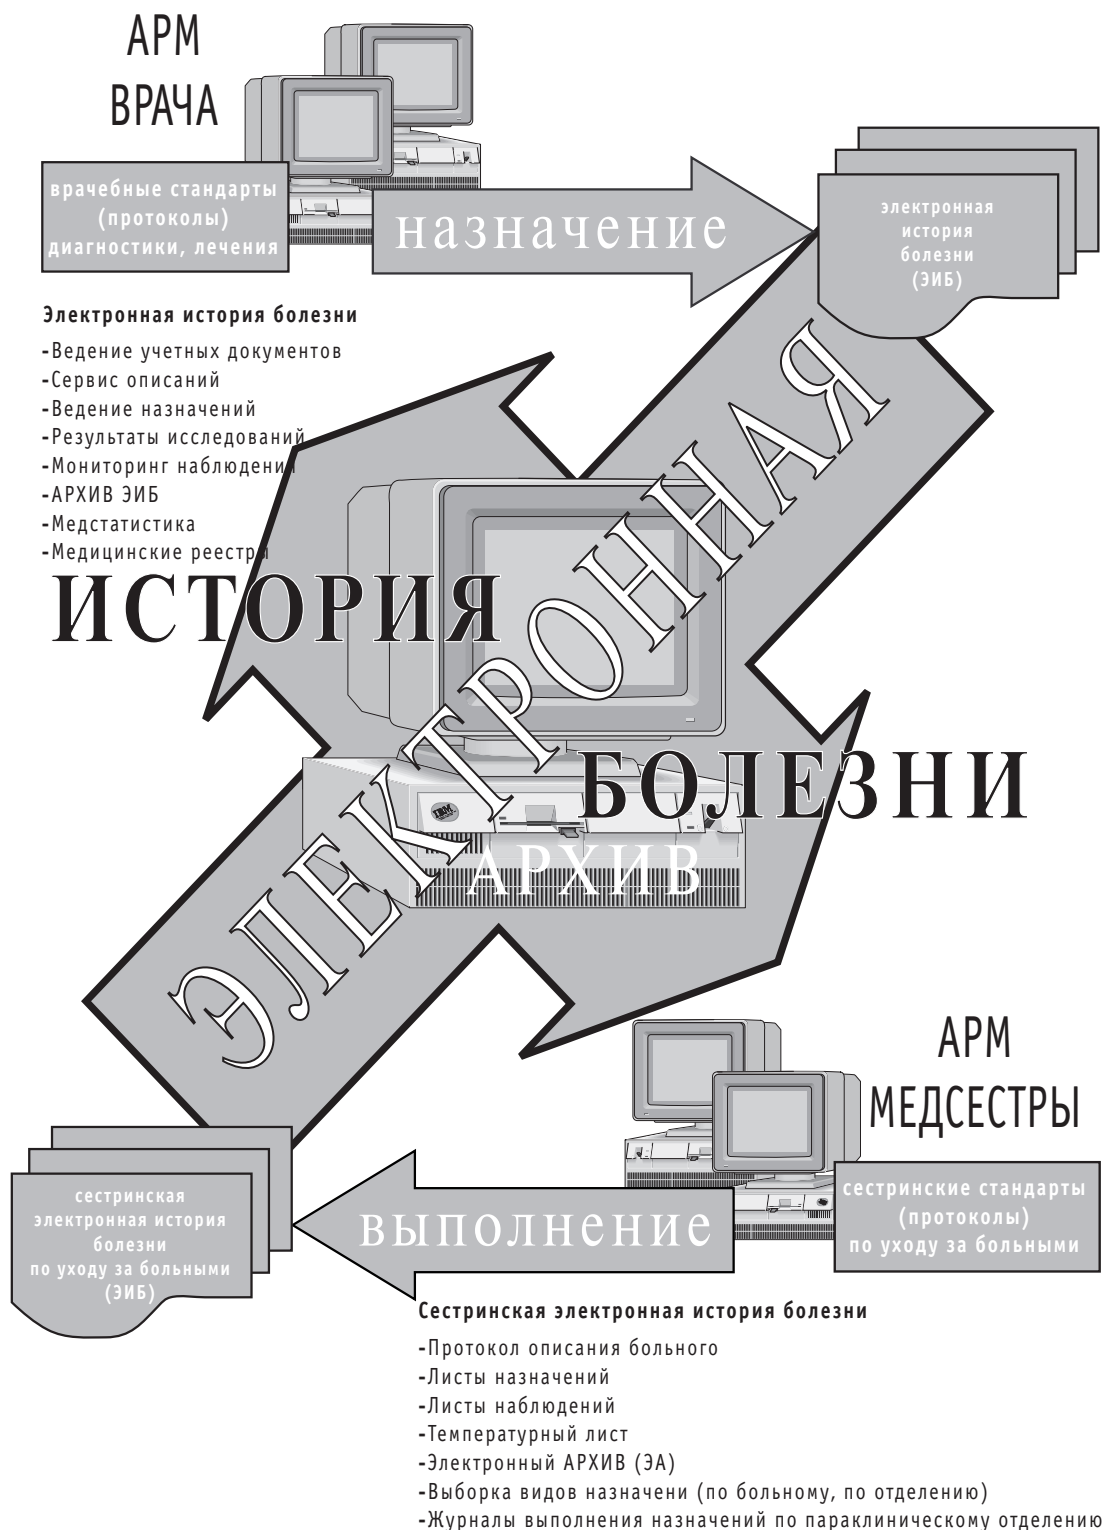 АРМ
ВРАЧА
врачебные стандарты
(протоколы)
диагностики, лечения
назначение
электронная
история
болезни
(ЭИБ)
Электронная история болезни
-Ведение учетных документов
-Сервис описаний
-Ведение назначений
-Результаты исследований
-Мониторинг наблюдений
-АРХИВ ЭИБ
-Медстатистика
-Медицинские реестры
ЭЛЕКТРОННАЯ
ИСТОРИЯ
БОЛЕЗНИ
IBM
АРХИВ
АРМ
МЕДСЕСТРЫ
сестринские стандарты
(протоколы)
по уходу за больными
выполнение
сестринская
электронная история
болезни
по уходу за больными
(ЭИБ)
Сестринская электронная история болезни
-Протокол описания больного
-Листы назначений
-Листы наблюдений
-Температурный лист
-Электронный АРХИВ (ЭА)
-Выборка видов назначени (по больному, по отделению)
-Журналы выполнения назначений по параклиническому отделению